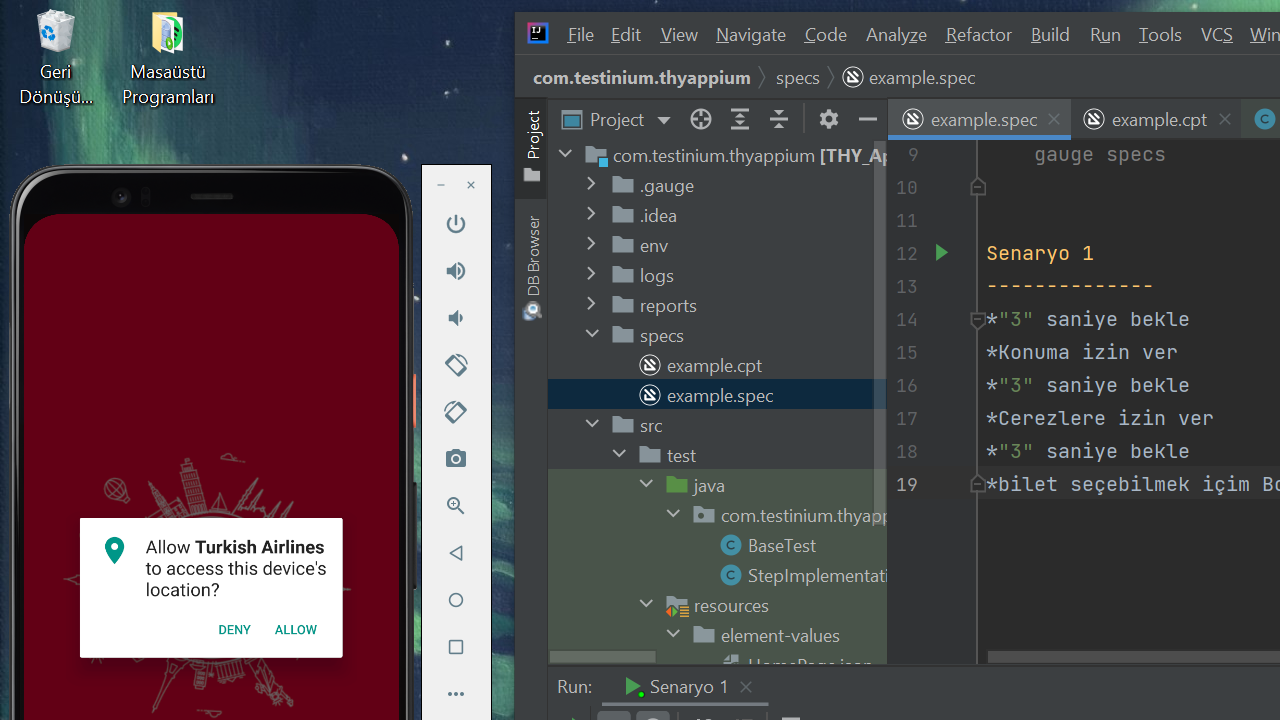 Geri
Dönüşü...
Masaüstü
Programları
Allow Turkish Airlines
to access this device's
location?
DENY ALLOW
File Edit View Navigate Code Analyze Refactor Build Run Tools VCS Win
com.testinium.thyappium specs example.spec
Project
DB Browser
Project
example.spec example.cpt
com.testinium.thyappium [THY_Ap
.gauge
.idea
env
logs
reports
specs
example.cpt
example.spec
src
test
java
com.testinium.thyapp
BaseTest
StepImplementati
resources
element-values
HomePage.json
9 gauge specs
10
11
12 Senaryo 1
13 --------------
14 *"3" saniye bekle
15 *Konuma izin ver
16 *"3" saniye bekle
17 *Cerezlere izin ver
18 *"3" saniye bekle
19 *bilet seçebilmek içim Bo
Run: Senaryo 1